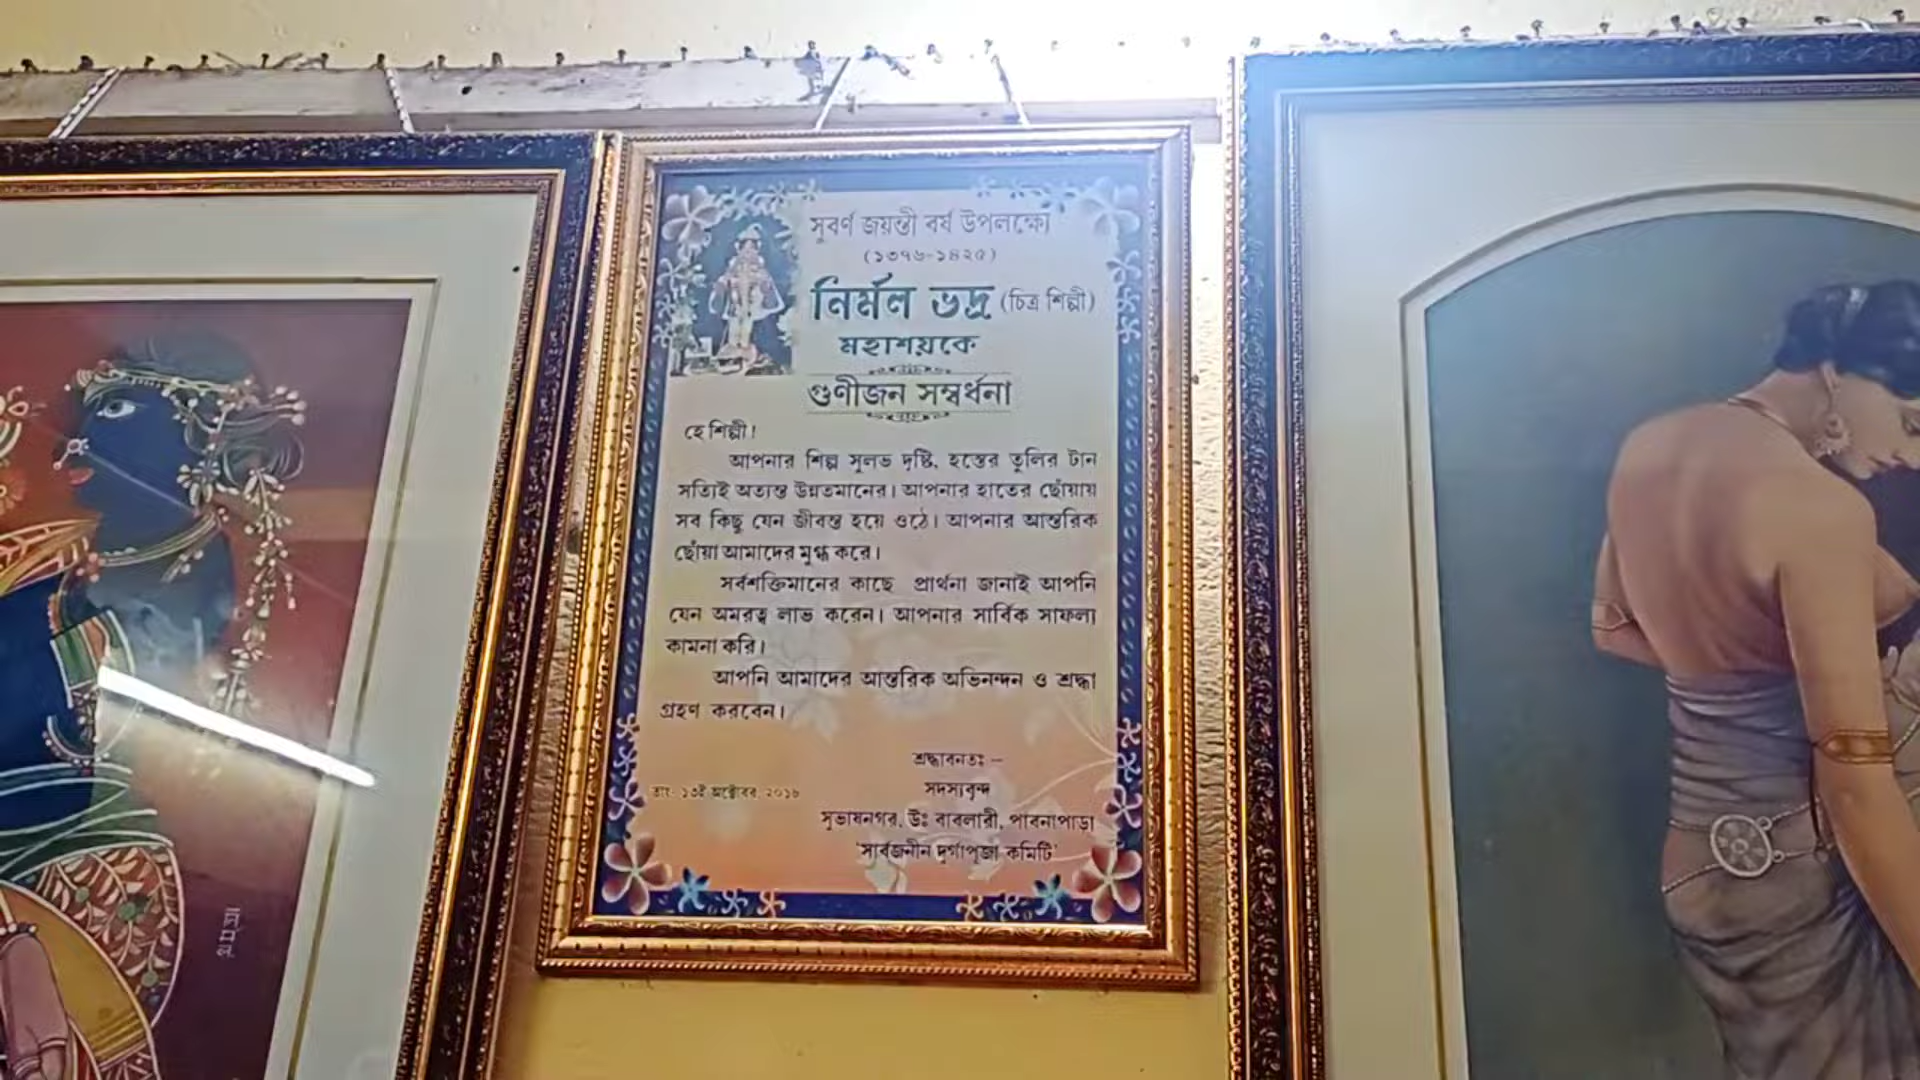 সুবর্ণ জয়ন্তী বর্ষ উপলক্ষ্যে
(১৩৭৬-১৪২৫)
নির্মল ভদ্র (চিত্র শিল্পী)
মহাশয়কে
গুণীজন সম্বর্ধনা
হে শিল্পী!
আপনার শিল্প সুলভ দৃষ্টি, হস্তের তুলির টান
সত্যিই অত্যন্ত উন্নতমানের। আপনার হাতের ছোঁয়ায়
সব কিছু যেন জীবন্ত হয়ে ওঠে। আপনার আন্তরিক
ছোঁয়া আমাদের মুগ্ধ করে।
সর্বশক্তিমানের কাছে প্রার্থনা জানাই আপনি
যেন অমরত্ব লাভ করেন। আপনার সার্বিক সাফল্য
কামনা করি।
আপনি আমাদের আন্তরিক অভিনন্দন ও শ্রদ্ধা
গ্রহণ করবেন।
শ্রদ্ধাবনতঃ –
তাং- ১৩ই অক্টোবর, ২০১৮
সদস্যবৃন্দ
সুভাষনগর, উঃ বাবলারী, পাবনাপাড়া
'সার্বজনীন দুর্গাপূজা কমিটি'